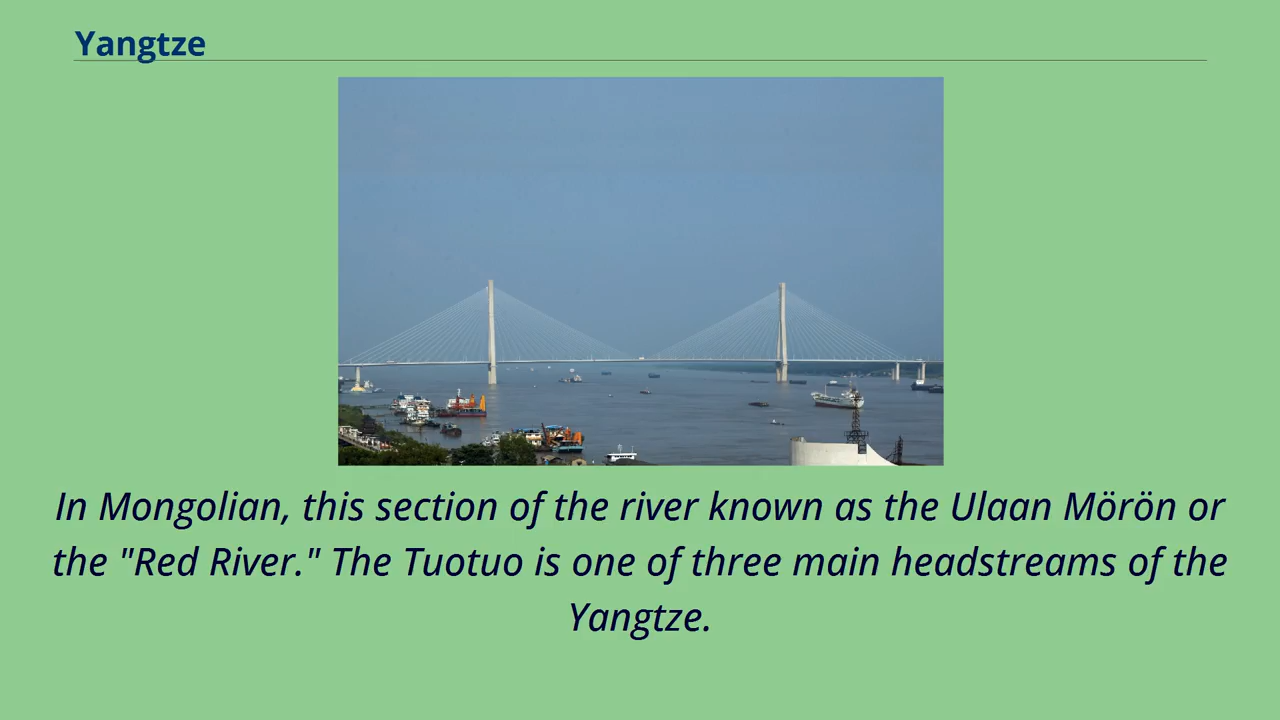 Yangtze
In Mongolian, this section of the river known as the Ulaan Mörön or
the "Red River." The Tuotuo is one of three main headstreams of the
Yangtze.